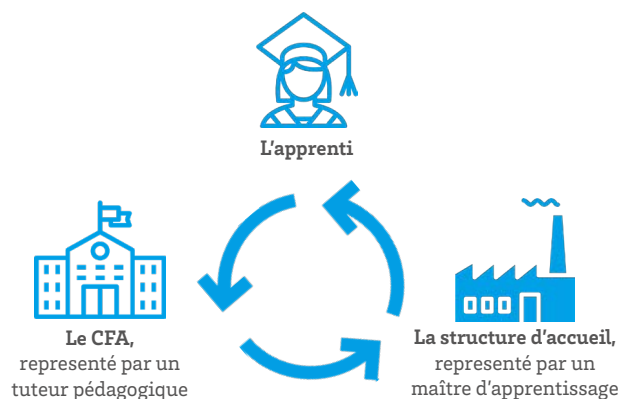 L'apprenti
Le CFA,
representé par un
tuteur pédagogique
La structure d'accueil,
representé par un
maître d'apprentissage